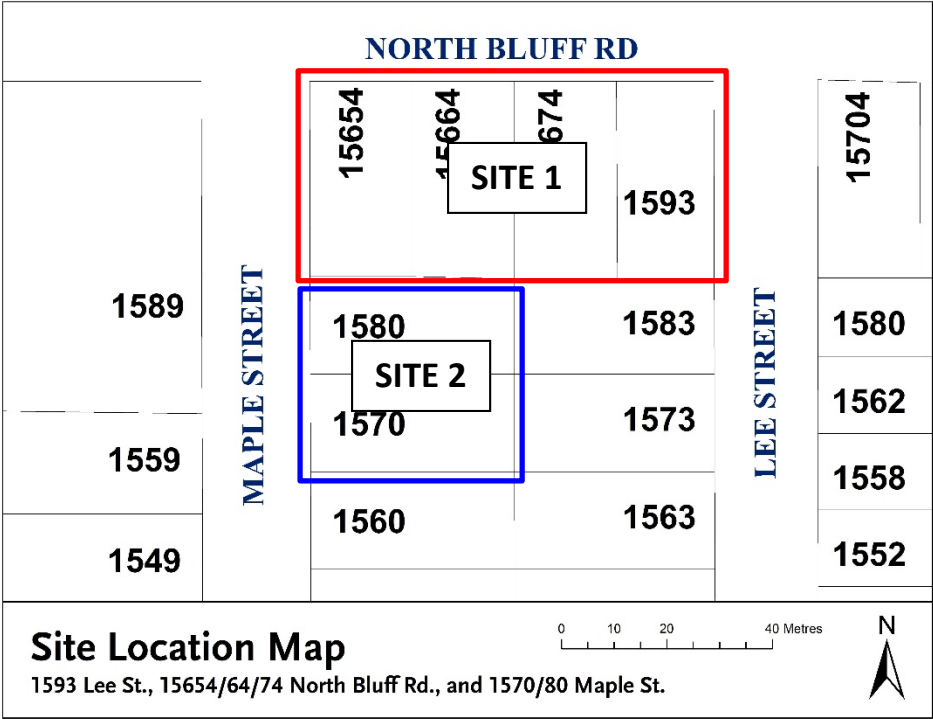 NORTH BLUFF RD
15654
15664
674
15704
SITE 1
1593
1589
MAPLE STREET
1580
1583
LEE STREET
1580
SITE 2
1570
1573
1562
1559
1558
1560
1563
1549
1552
Site Location Map
1593 Lee St., 15654/64/74 North Bluff Rd., and 1570/80 Maple St.
0 10 20 40 Metres
N